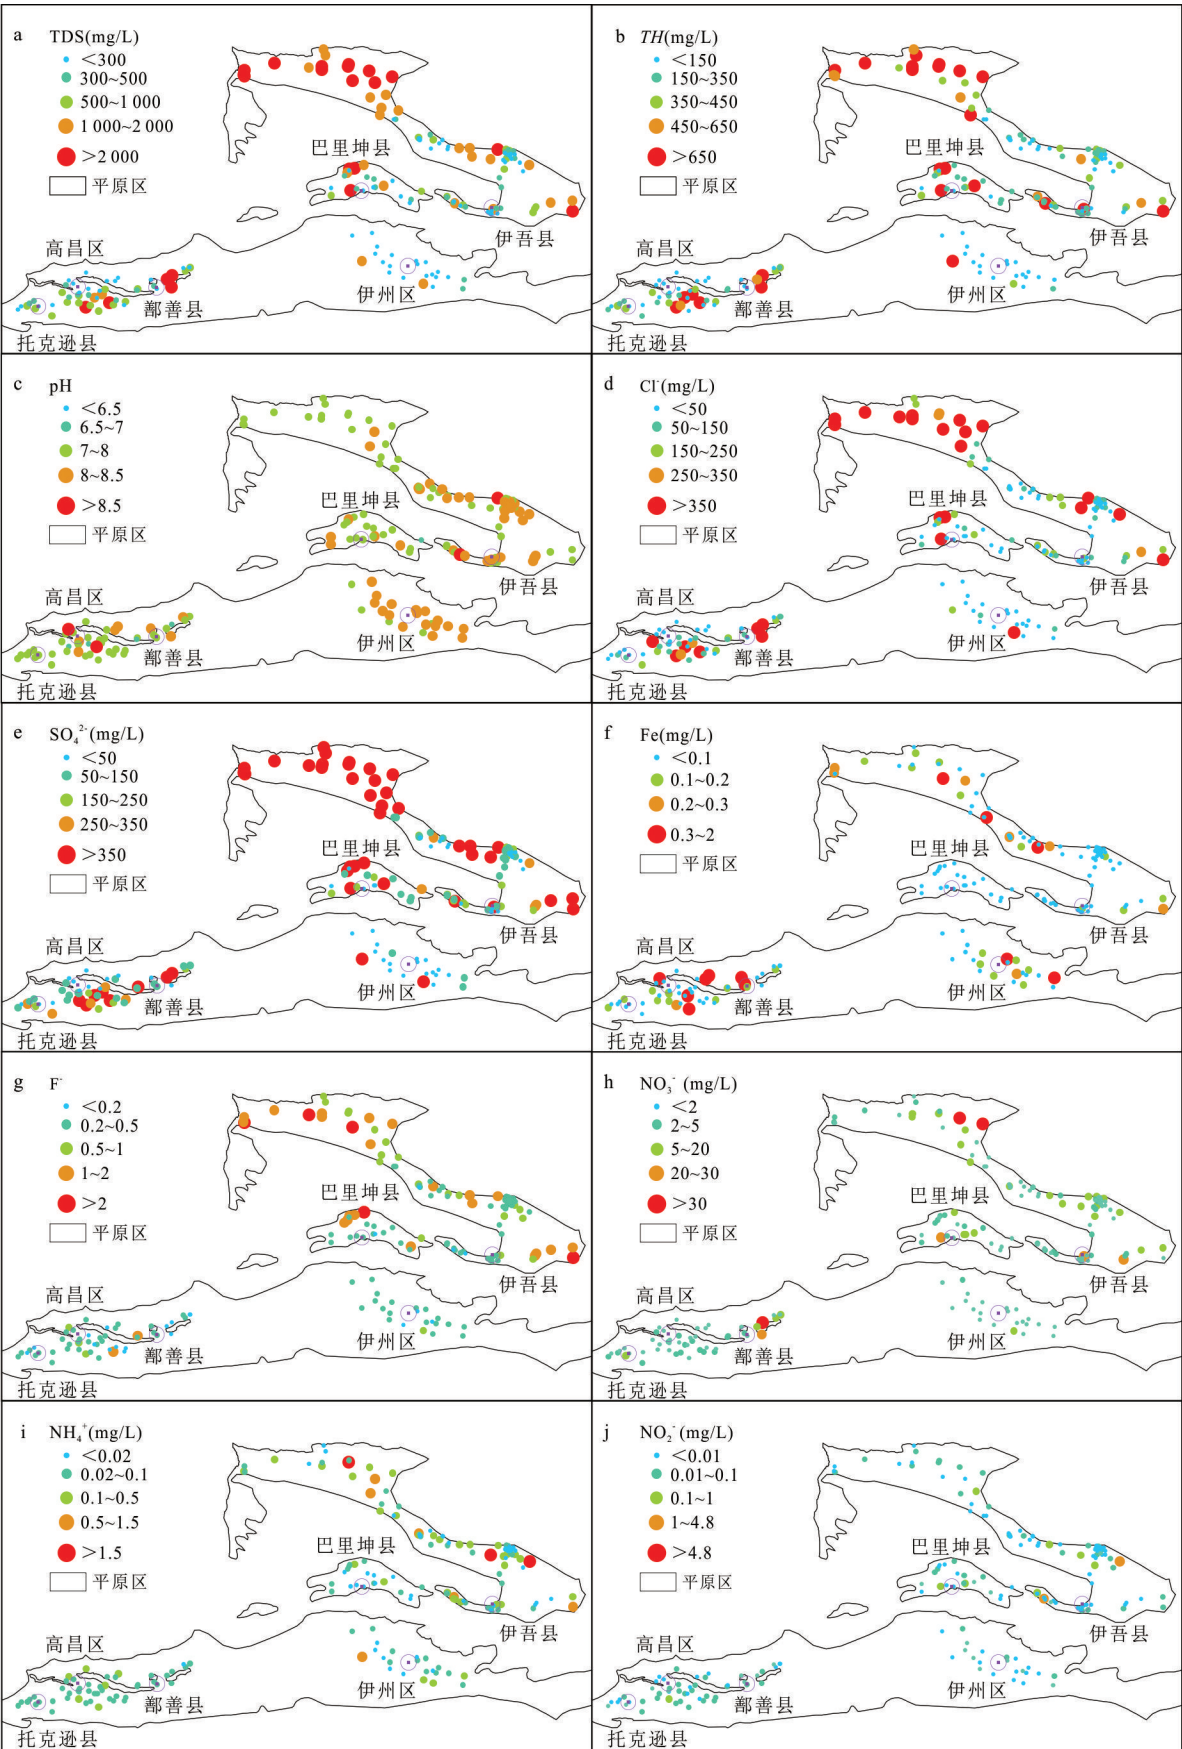 a TDS(mg/L)
<300
300~500
500~1 000
1 000~2 000
>2 000
平原区
巴里坤县
伊吾县
高昌区
伊州区
鄯善县
托克逊县
b TH(mg/L)
<150
150~350
350~450
450~650
>650
平原区
巴里坤县
伊吾县
高昌区
伊州区
鄯善县
托克逊县
c pH
<6.5
6.5~7
7~8
8~8.5
>8.5
平原区
巴里坤县
伊吾县
高昌区
伊州区
鄯善县
托克逊县
d Cl⁻(mg/L)
<50
50~150
150~250
250~350
>350
平原区
巴里坤县
伊吾县
高昌区
伊州区
鄯善县
托克逊县
e SO₄²⁻(mg/L)
<50
50~150
150~250
250~350
>350
平原区
巴里坤县
伊吾县
高昌区
伊州区
鄯善县
托克逊县
f Fe(mg/L)
<0.1
0.1~0.2
0.2~0.3
0.3~2
平原区
巴里坤县
伊吾县
高昌区
伊州区
鄯善县
托克逊县
g F⁻
<0.2
0.2~0.5
0.5~1
1~2
>2
平原区
巴里坤县
伊吾县
高昌区
伊州区
鄯善县
托克逊县
h NO₃⁻ (mg/L)
<2
2~5
5~20
20~30
>30
平原区
巴里坤县
伊吾县
高昌区
伊州区
鄯善县
托克逊县
i NH₄⁺(mg/L)
<0.02
0.02~0.1
0.1~0.5
0.5~1.5
>1.5
平原区
巴里坤县
伊吾县
高昌区
伊州区
鄯善县
托克逊县
j NO₂⁻(mg/L)
<0.01
0.01~0.1
0.1~1
1~4.8
>4.8
平原区
巴里坤县
伊吾县
高昌区
伊州区
鄯善县
托克逊县